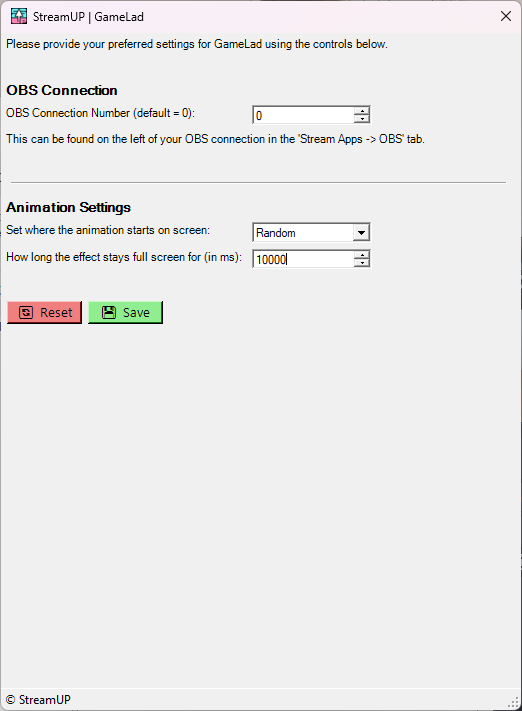 StreamUP | GameLad
Please provide your preferred settings for GameLad using the controls below.
OBS Connection
OBS Connection Number (default = 0): 0
This can be found on the left of your OBS connection in the 'Stream Apps -> OBS' tab.
Animation Settings
Set where the animation starts on screen: Random
How long the effect stays full screen for (in ms): 10000
Reset Save
© StreamUP